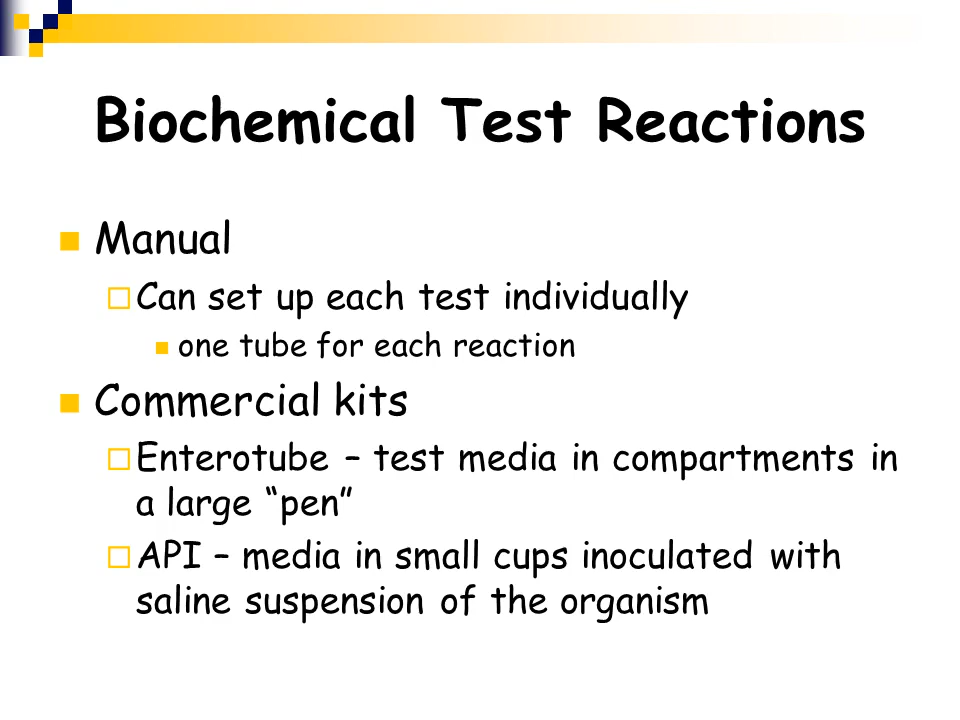 Biochemical Test Reactions
Manual
Can set up each test individually
one tube for each reaction
Commercial kits
Enterotube – test media in compartments in
a large “pen”
API – media in small cups inoculated with
saline suspension of the organism